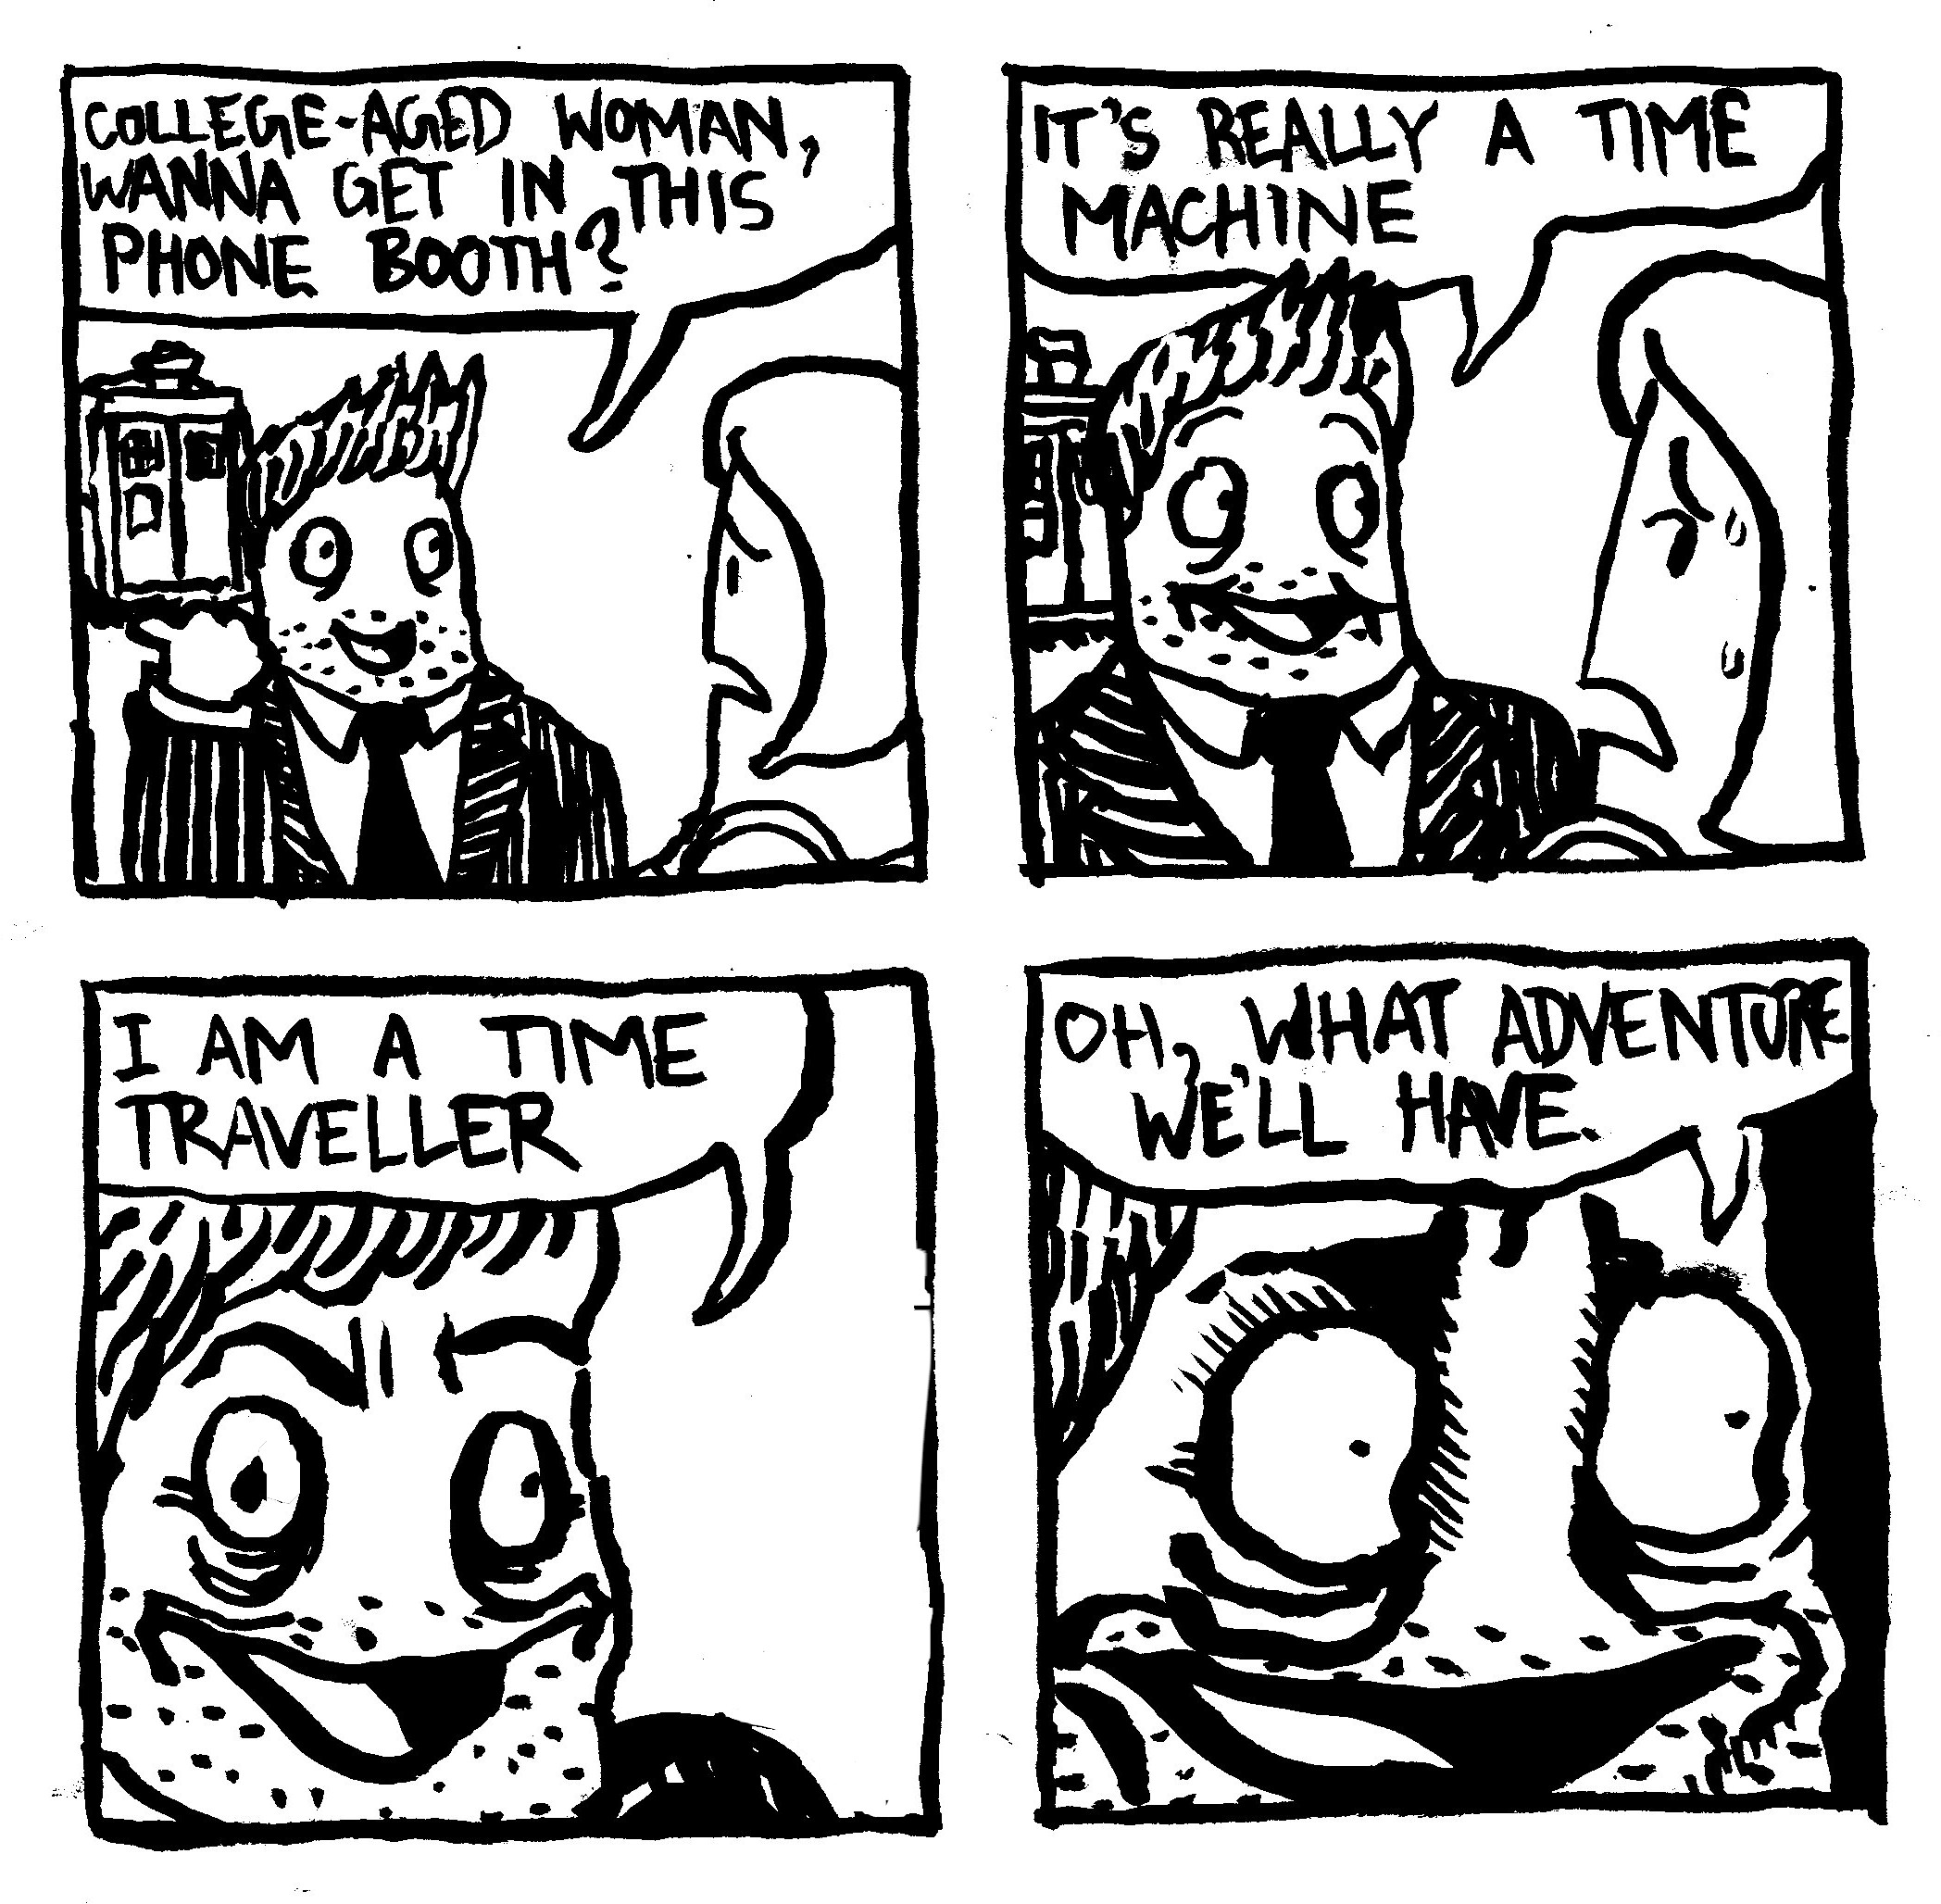 COLLEGE-AGED WOMAN,
WANNA GET IN THIS
PHONE BOOTH?
IT'S REALLY A TIME
MACHINE
I AM A TIME
TRAVELLER
OH, WHAT ADVENTURE
WE'LL HAVE.